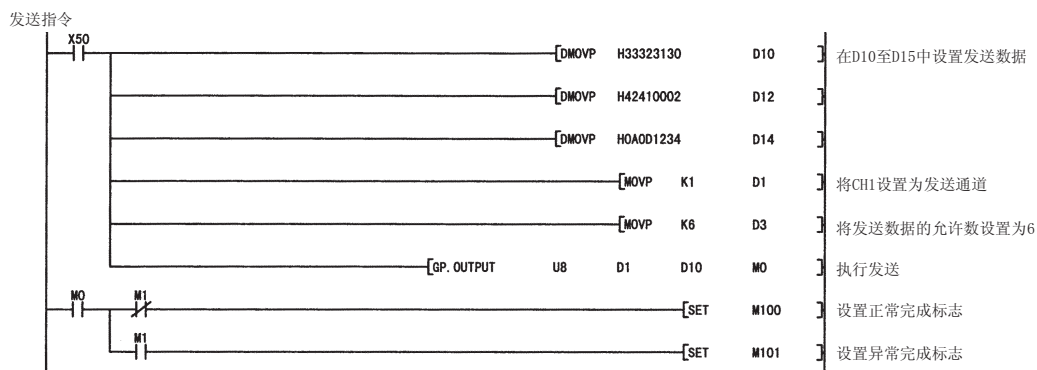 发送指令
X50
DMOVP H33323130 D10 在D10至D15中设置发送数据
DMOVP H42410002 D12
DMOVP H0A0D1234 D14
MOVP K1 D1 将CH1设置为发送通道
MOVP K6 D3 将发送数据的允许数设置为6
GP.OUTPUT U8 D1 D10 M0 执行发送
M0 M1
SET M100 设置正常完成标志
M1
SET M101 设置异常完成标志